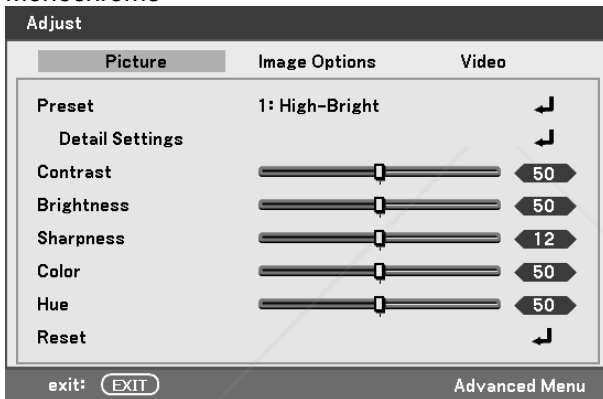 Adjust
Picture Image Options Video
Preset 1: High-Bright
Detail Settings
Contrast 50
Brightness 50
Sharpness 12
Color 50
Hue 50
Reset
exit: EXIT Advanced Menu